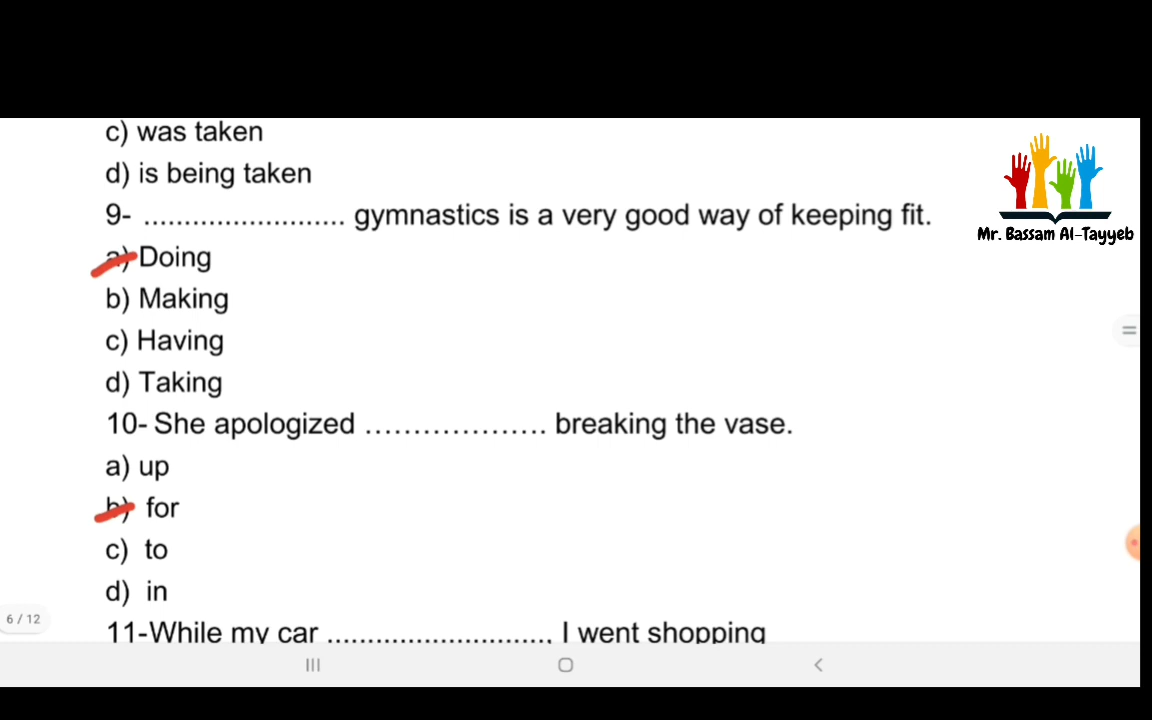 c) was taken
d) is being taken
9- ......................... gymnastics is a very good way of keeping fit.
a) Doing
b) Making
c) Having
d) Taking
10- She apologized ………………… breaking the vase.
a) up
b) for
c) to
d) in
11-While my car ..........................., I went shopping
Mr. Bassam Al-Tayyeb
6 / 12